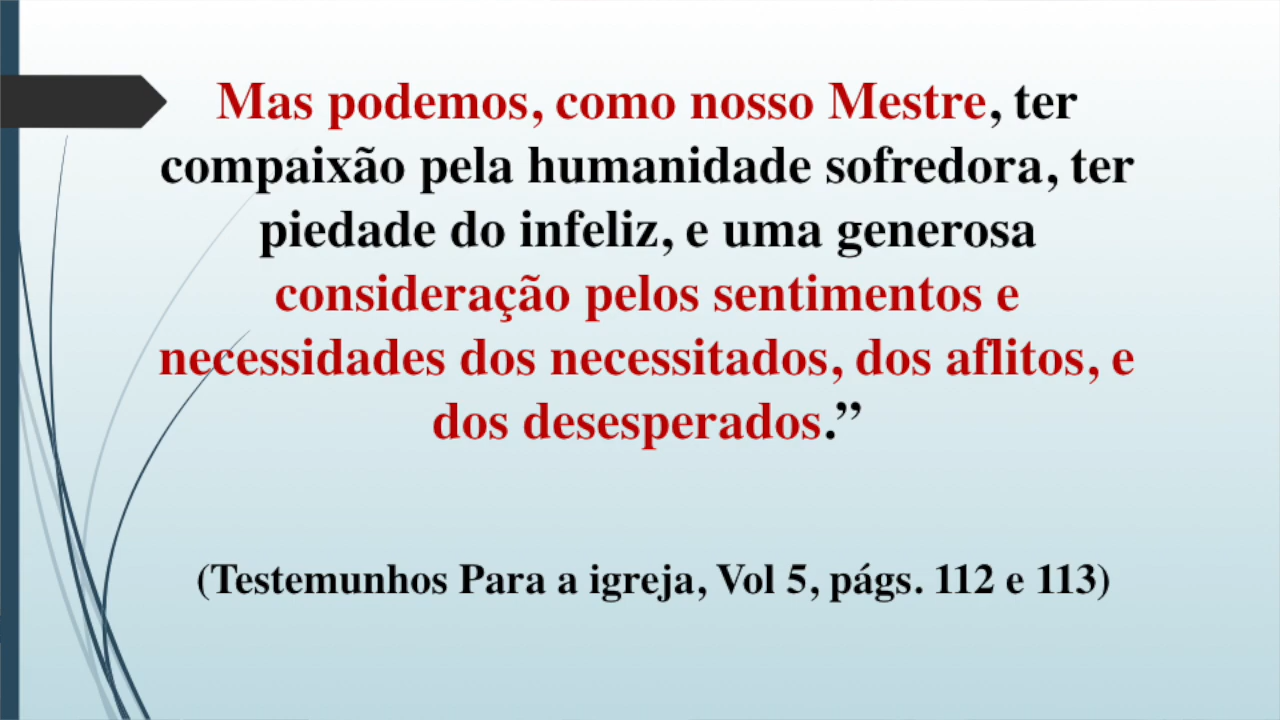 Mas podemos, como nosso Mestre, ter
compaixão pela humanidade sofredora, ter
piedade do infeliz, e uma generosa
consideração pelos sentimentos e
necessidades dos necessitados, dos aflitos, e
dos desesperados.”
(Testemunhos Para a igreja, Vol 5, págs. 112 e 113)